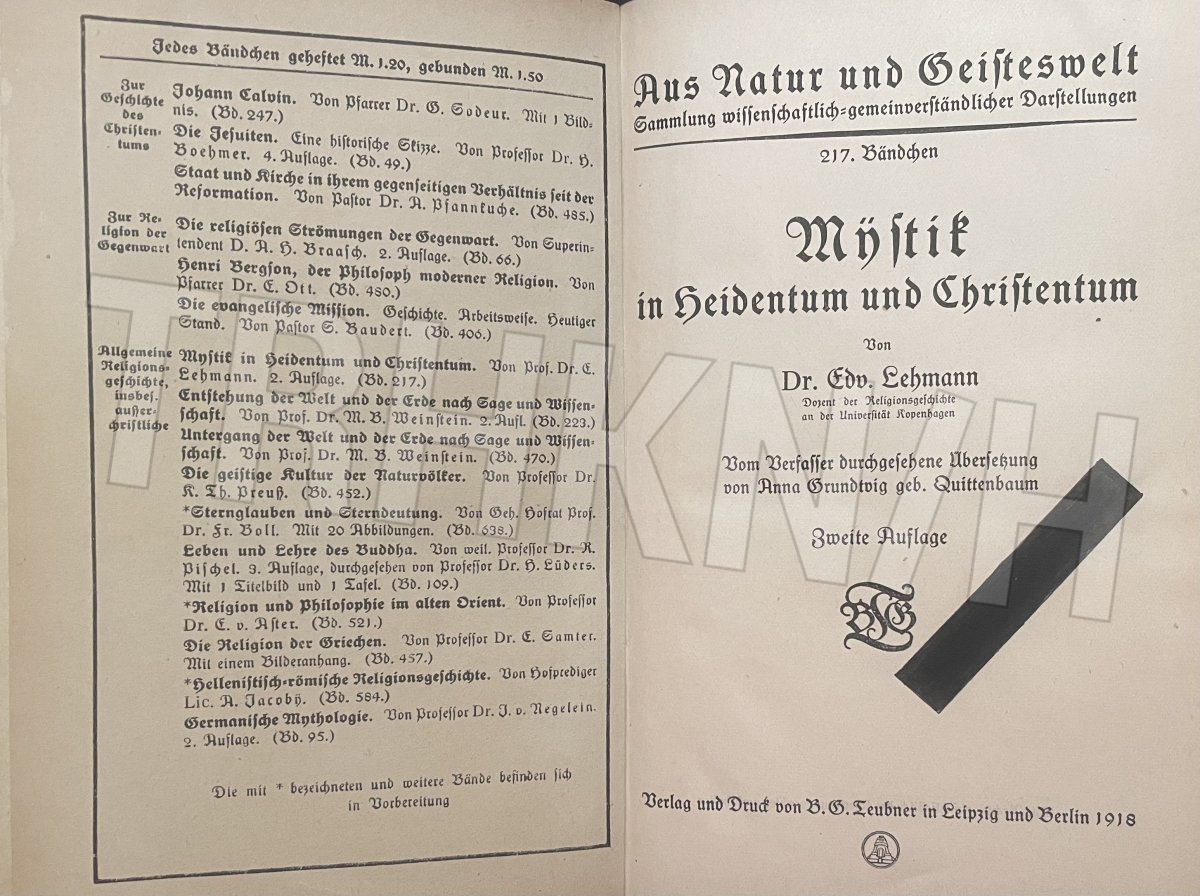 Jedes Bändchen geheftet M. 1.20, gebunden M. 1.50
Zur
Geschichte
des
Christen-
tums
Johann Calvin. Von Pfarrer Dr. G. Sodeur. Mit 1 Bild-
nis. (Bd. 247.)
Die Jesuiten. Eine historische Skizze. Von Professor Dr. H.
Boehmer. 4. Auflage. (Bd. 49.)
Staat und Kirche in ihrem gegenseitigen Verhältnis seit der
Reformation. Von Pastor Dr. A. Pfannkuche. (Bd. 485.)
Zur Re-
ligion der
Gegenwart
Die religiösen Strömungen der Gegenwart. Von Superin-
tendent D. A. H. Braasch. 2. Auflage. (Bd. 66.)
Henri Bergson, der Philosoph moderner Religion. Von
Pfarrer Dr. E. Ott. (Bd. 480.)
Die evangelische Mission. Geschichte. Arbeitsweise. Heutiger
Stand. Von Pastor S. Baudert. (Bd. 406.)
Allgemeine
Religions-
geschichte,
insbes.
außer-
christliche
Mystik in Heidentum und Christentum. Von Prof. Dr. E.
Lehmann. 2. Auflage. (Bd. 217.)
Entstehung der Welt und der Erde nach Sage und Wissen-
schaft. Von Prof. Dr. M. B. Weinstein. 2. Aufl. (Bd. 223.)
Untergang der Welt und der Erde nach Sage und Wissen-
schaft. Von Prof. Dr. M. B. Weinstein. (Bd. 470.)
Die geistige Kultur der Naturvölker. Von Professor Dr.
K. Th. Preuß. (Bd. 452.)
*Sternglauben und Sterndeutung. Von Geh. Hofrat Prof.
Dr. Fr. Boll. Mit 20 Abbildungen. (Bd. 638.)
Leben und Lehre des Buddha. Von weil. Professor Dr. R.
Pischel. 3. Auflage, durchgesehen von Professor Dr. H. Lüders.
Mit 1 Titelbild und 1 Tafel. (Bd. 109.)
*Religion und Philosophie im alten Orient. Von Professor
Dr. E. v. Aster. (Bd. 521.)
Die Religion der Griechen. Von Professor Dr. E. Samter.
Mit einem Bilderanhang. (Bd. 457.)
*Hellenistisch-römische Religionsgeschichte. Von Hofprediger
Lic. A. Jacoby. (Bd. 584.)
Germanische Mythologie. Von Professor Dr. J. v. Negelein.
2. Auflage. (Bd. 95.)
Die mit * bezeichneten und weitere Bände befinden sich
in Vorbereitung
Aus Natur und Geisteswelt
Sammlung wissenschaftlich-gemeinverständlicher Darstellungen
217. Bändchen
Mystik
in Heidentum und Christentum
Von
Dr. Edv. Lehmann
Dozent der Religionsgeschichte
an der Universität Kopenhagen
Vom Verfasser durchgesehene Übersetzung
von Anna Grundtvig geb. Quittenbaum
Zweite Auflage
BTG
Verlag und Druck von B. G. Teubner in Leipzig und Berlin 1918